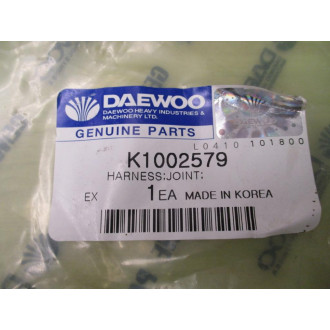 DAEWOO
DAEWOO HEAVY INDUSTRIES &
MACHINERY LTD.
GENUINE PARTS
L0410 101800
K1002579
HARNESS:JOINT:
EX 1EA MADE IN KOREA